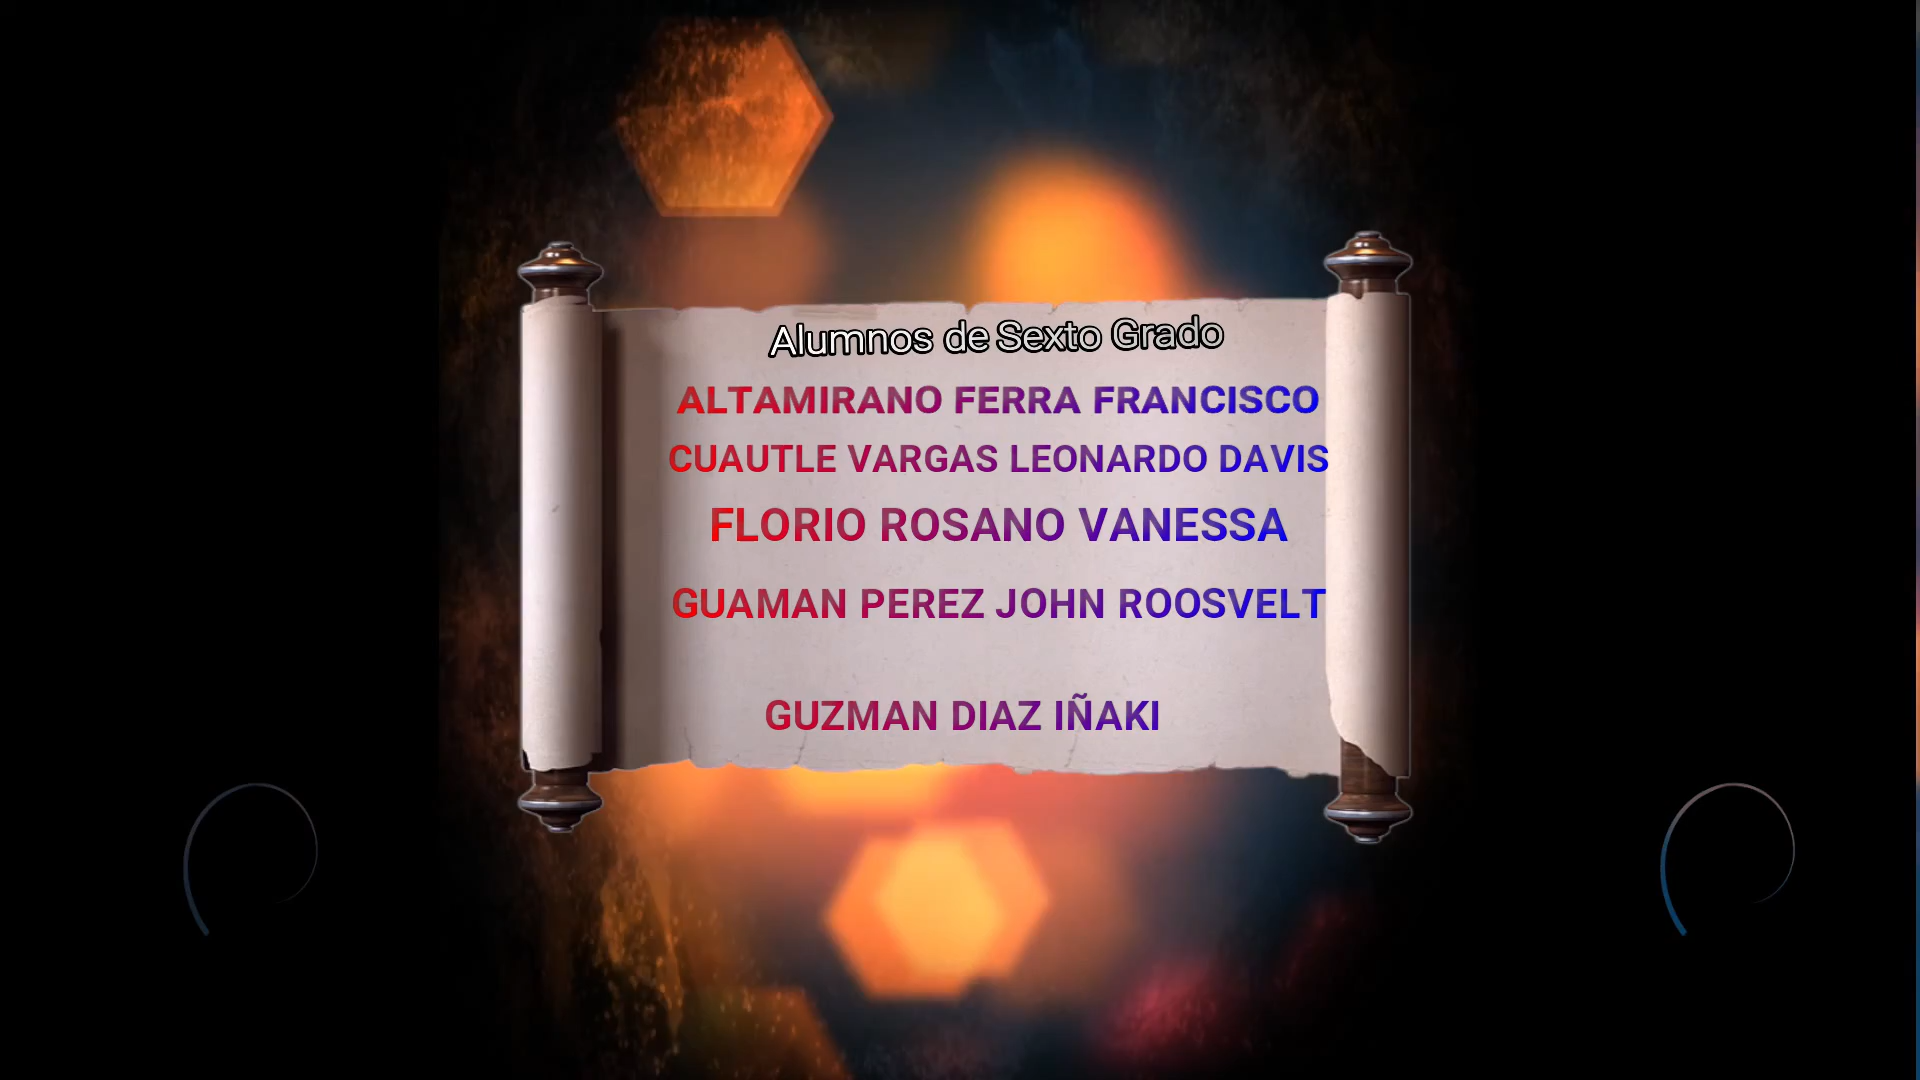 Alumnos de Sexto Grado
ALTAMIRANO FERRA FRANCISCO
CUAUTLE VARGAS LEONARDO DAVIS
FLORIO ROSANO VANESSA
GUAMAN PEREZ JOHN ROOSVELT
GUZMAN DIAZ IÑAKI